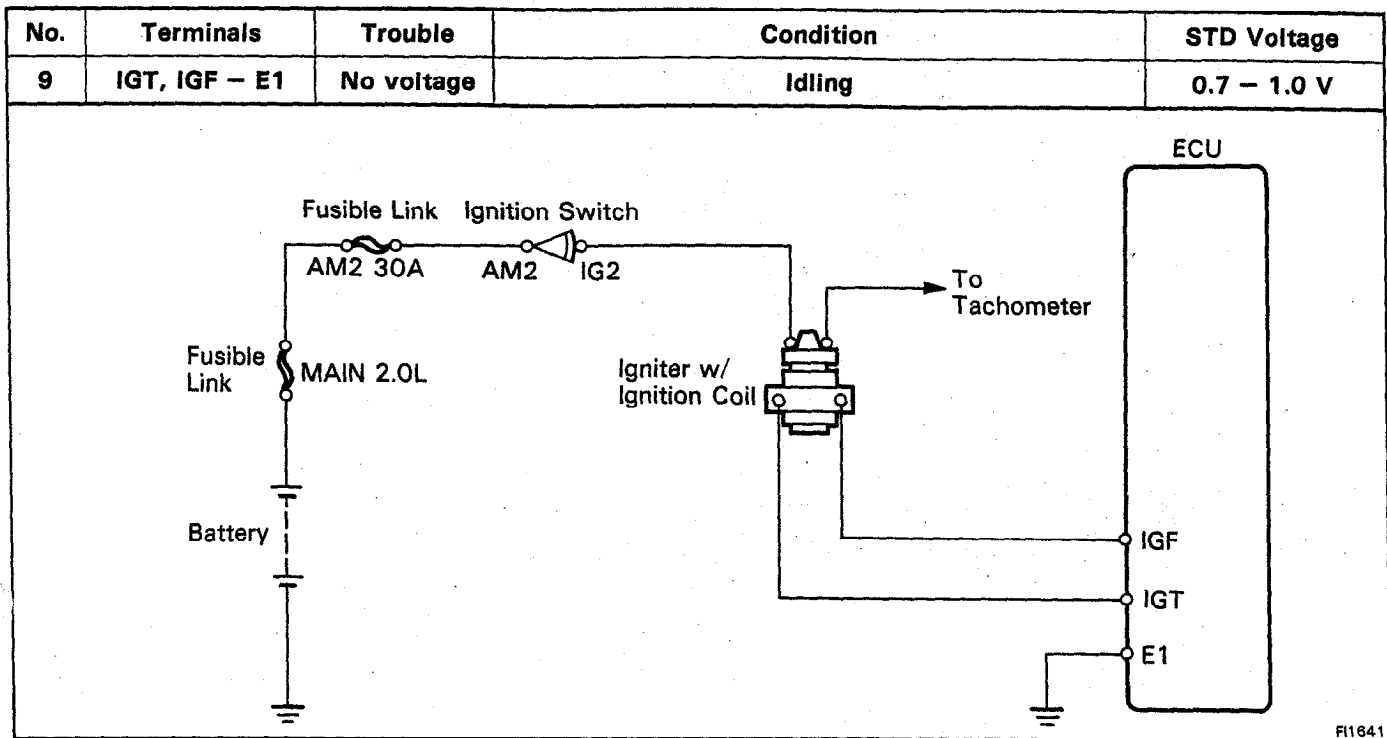 No. Terminals Trouble Condition STD Voltage
9 IGT, IGF — E1 No voltage Idling 0.7 — 1.0 V
ECU
Fusible Link Ignition Switch
AM2 30A AM2 IG2
To
Tachometer
Fusible
Link
MAIN 2.0L
Igniter w/
Ignition Coil
Battery
IGF
IGT
E1
FI1641